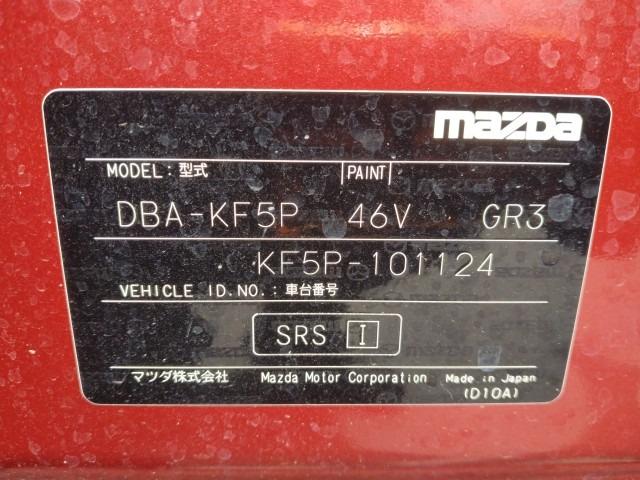 mazda
MODEL: 型式 PAINT
DBA-KF5P 46V GR3
KF5P-101124
VEHICLE ID.NO.: 車台番号
SRS I
マツダ株式会社 Mazda Motor Corporation Made in Japan
(D10A)